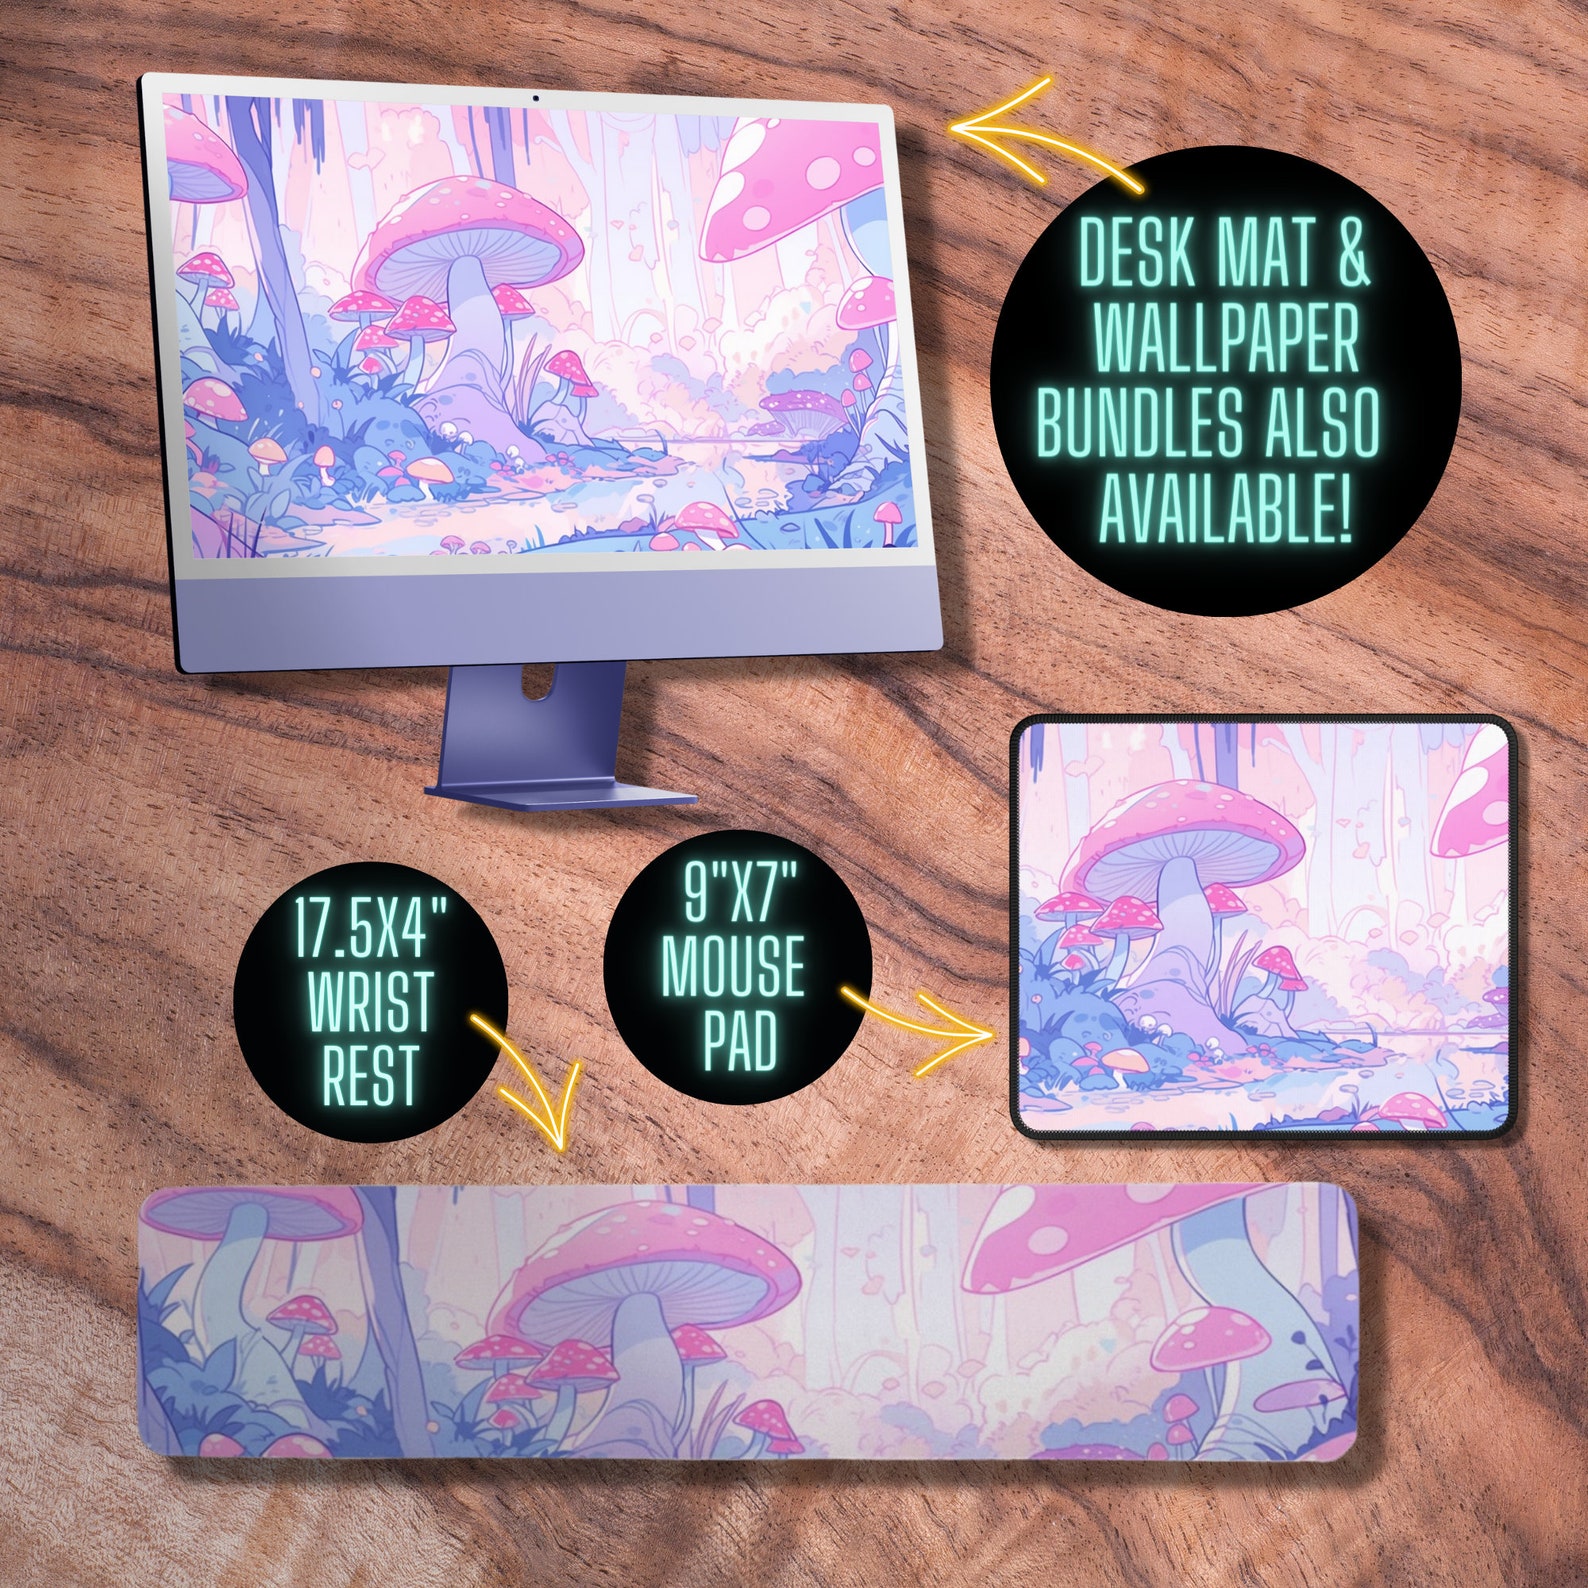 DESK MAT &
WALLPAPER
BUNDLES ALSO
AVAILABLE!
17.5X4"
WRIST
REST
9"X7"
MOUSE
PAD